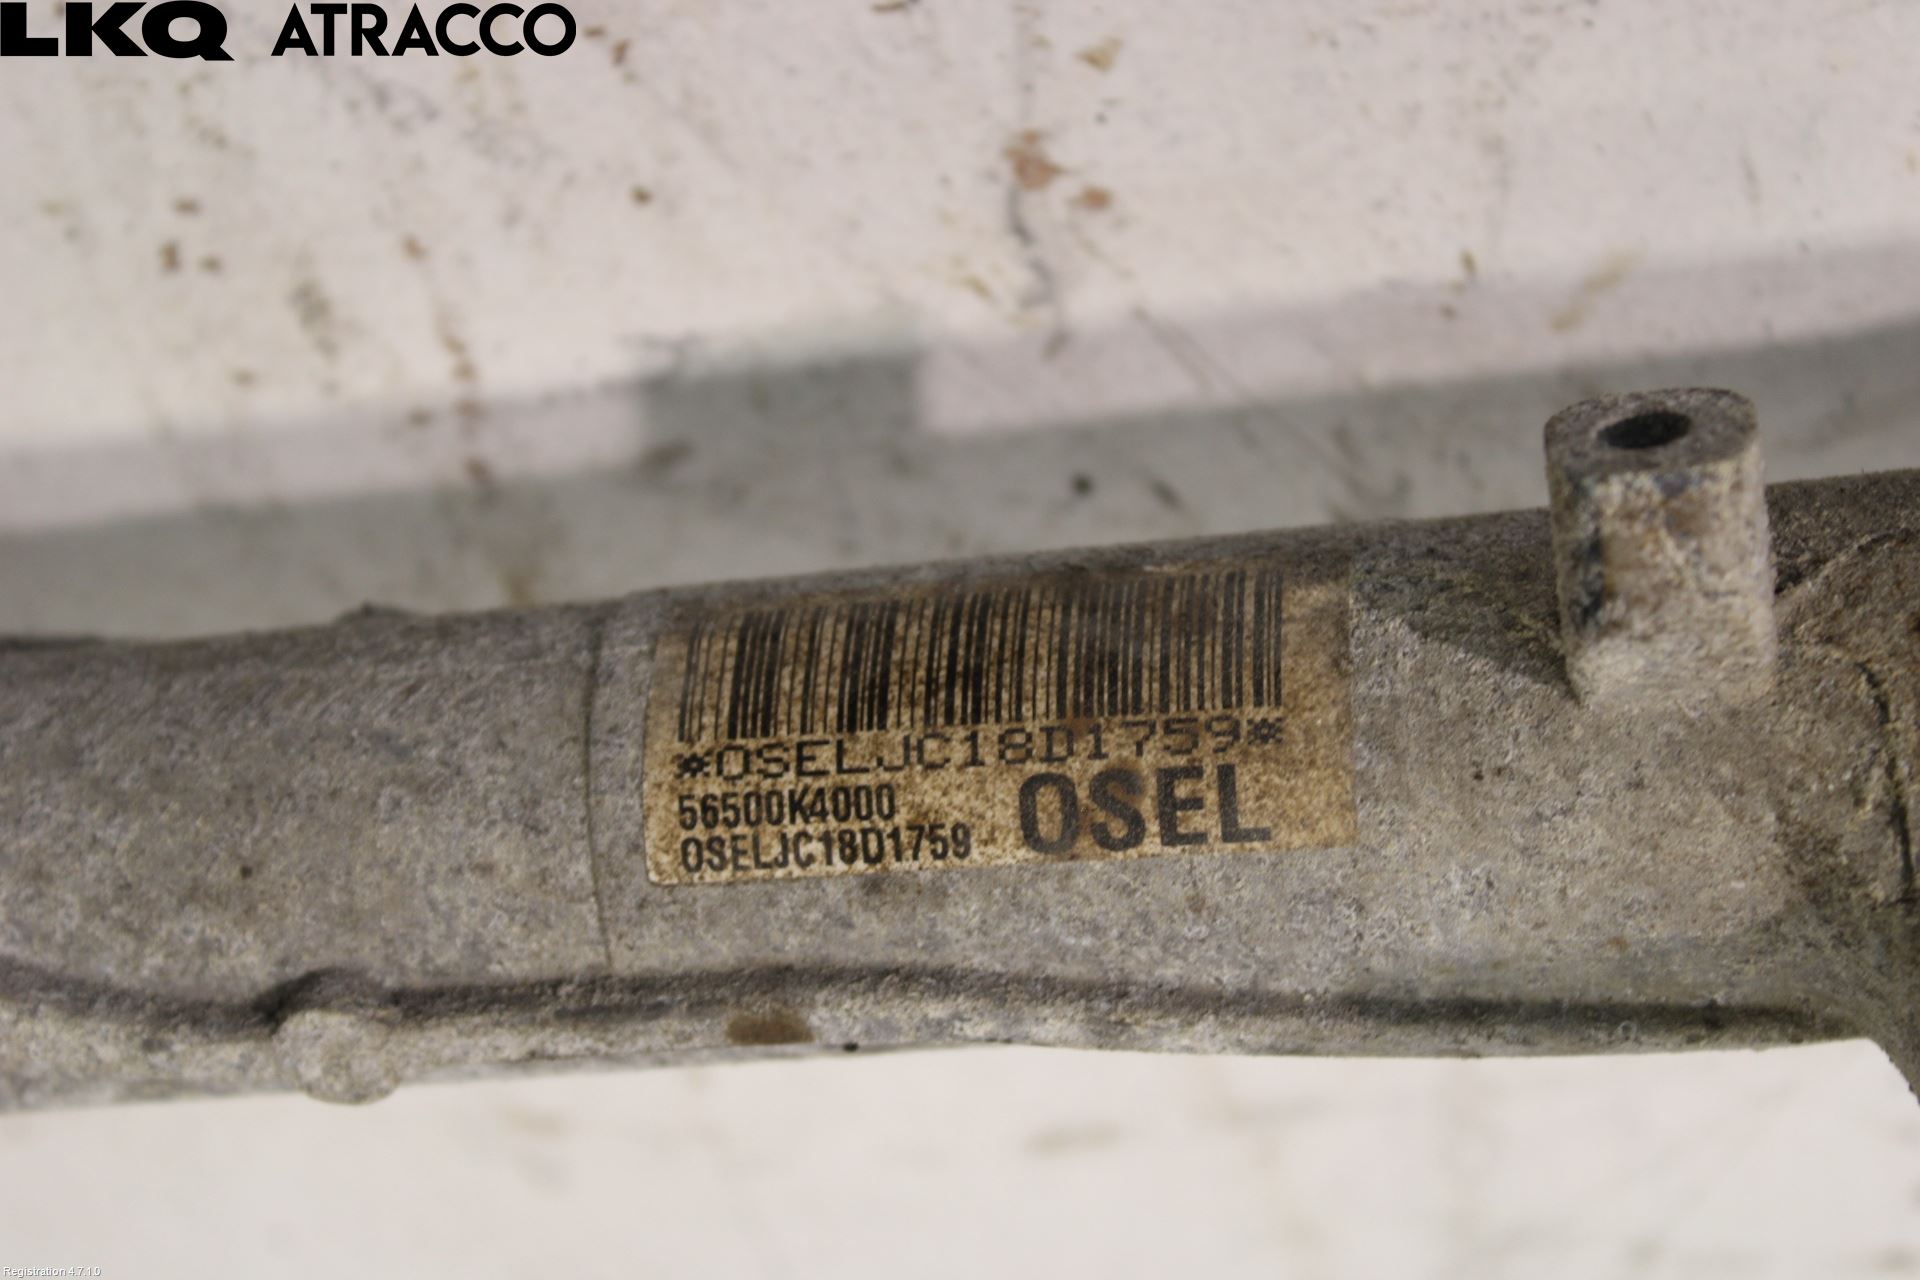 LKQ ATRACCO
*OSELJC18D1759*
56500K4000
OSEL
OSELJC18D1759
Registration 4.7.1.0